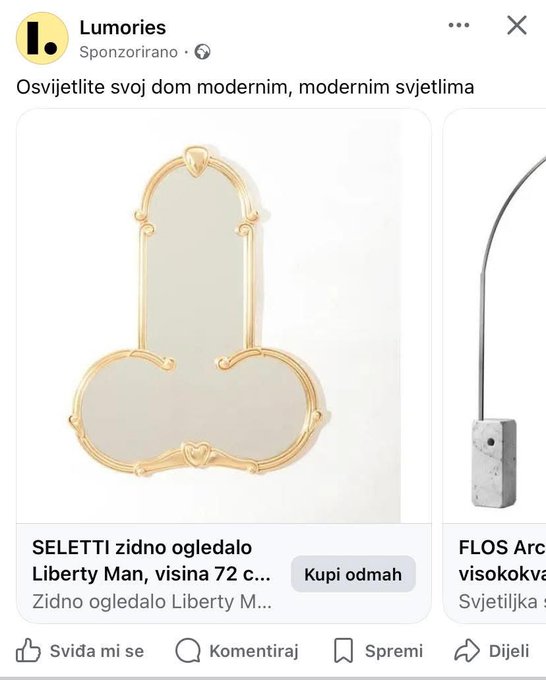 Lumories
Sponzorirano ·
Osvijetlite svoj dom modernim, modernim svjetlima
SELETTI zidno ogledalo
Liberty Man, visina 72 c...
Zidno ogledalo Liberty M...
Kupi odmah
FLOS Arc
visokokva
Svjetiljka s
Sviđa mi se
Komentiraj
Spremi
Dijeli